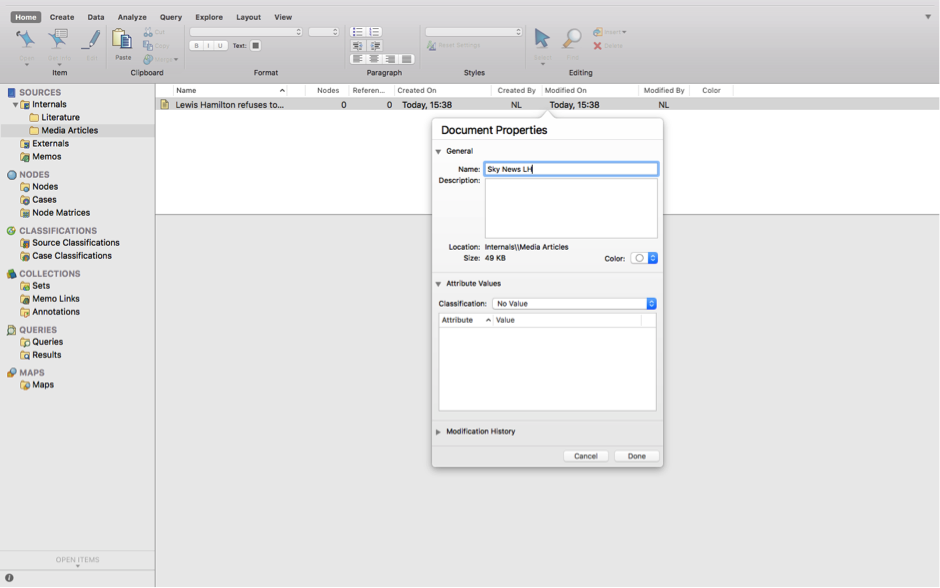 Home Create Data Analyze Query Explore Layout View
Cut
Copy
Merge
Paste
B I U Text:
Reset Settings
Insert
Delete
Item Clipboard Format Paragraph Styles Editing
SOURCES
Internals
Literature
Media Articles
Externals
Memos
NODES
Nodes
Cases
Node Matrices
CLASSIFICATIONS
Source Classifications
Case Classifications
COLLECTIONS
Sets
Memo Links
Annotations
QUERIES
Queries
Results
MAPS
Maps
OPEN ITEMS
Name Nodes Referen... Created On Created By Modified On Modified By Color
Lewis Hamilton refuses to... 0 0 Today, 15:38 NL Today, 15:38 NL
Document Properties
General
Name: Sky News LH
Description:
Location: Internals\\Media Articles
Size: 49 KB Color:
Attribute Values
Classification: No Value
Attribute Value
Modification History
Cancel Done